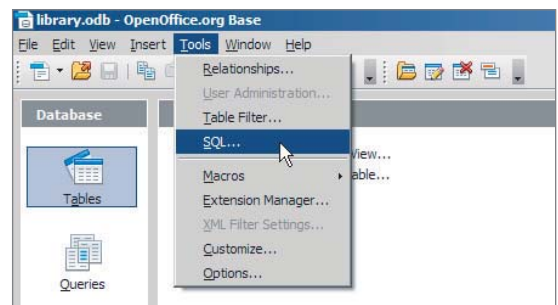 library.odb - OpenOffice.org Base
File Edit View Insert Tools Window Help
Relationships...
User Administration...
Database
Table Filter...
SQL...
View...
Macros
able...
Tables
Extension Manager...
XML Filter Settings...
Customize...
Queries
Options...